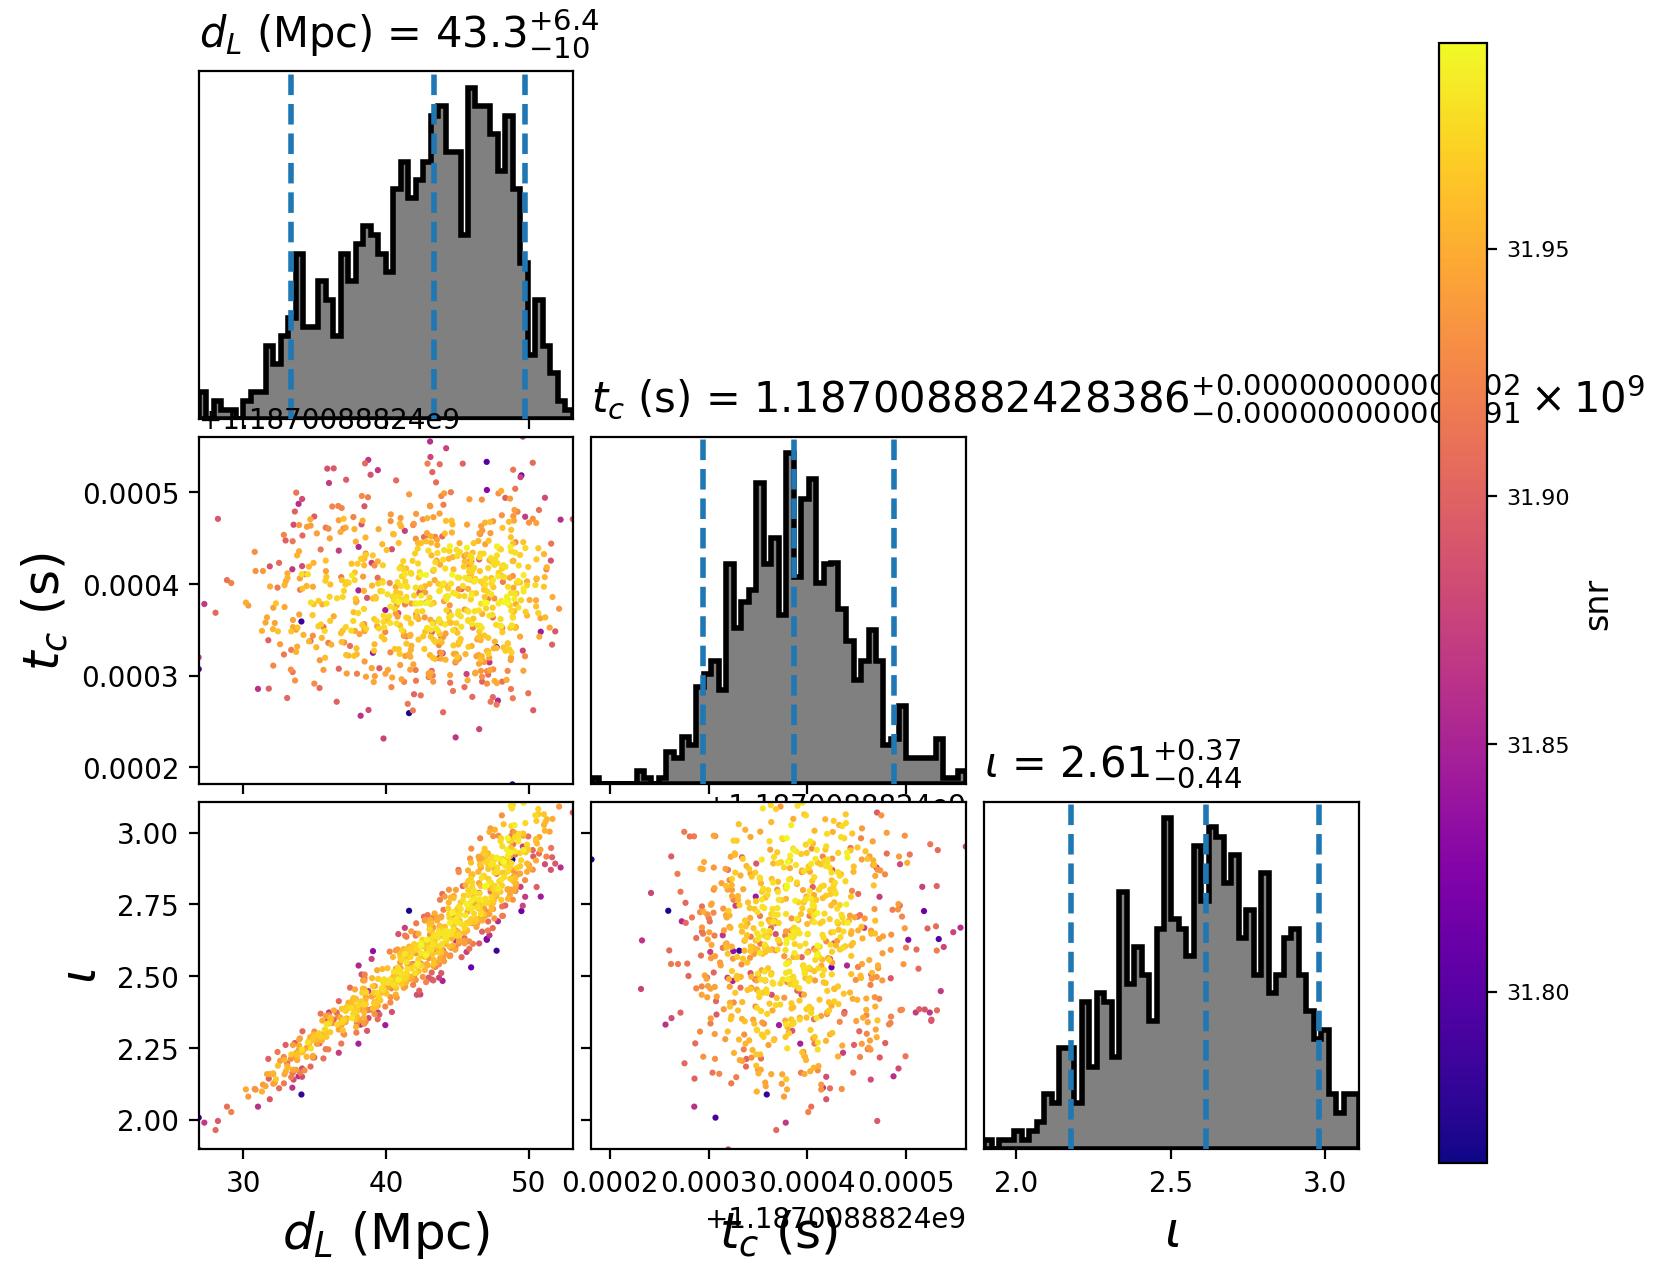 d_L (Mpc) = 43.3^{+6.4}_{-10}
+1.1870088824e9
t_c (s) = 1.1870088882428386 × 10^9
0.0005
0.0004
0.0003
0.0002
t_c (s)
ι = 2.61^{+0.37}_{-0.44}
3.00
2.75
2.50
2.25
2.00
ι
30 40 50
d_L (Mpc)
0.0002 0.0003 0.0004 0.0005
+1.1870088824e9
t_c (s)
2.0 2.5 3.0
ι
31.95
31.90
31.85
31.80
snr